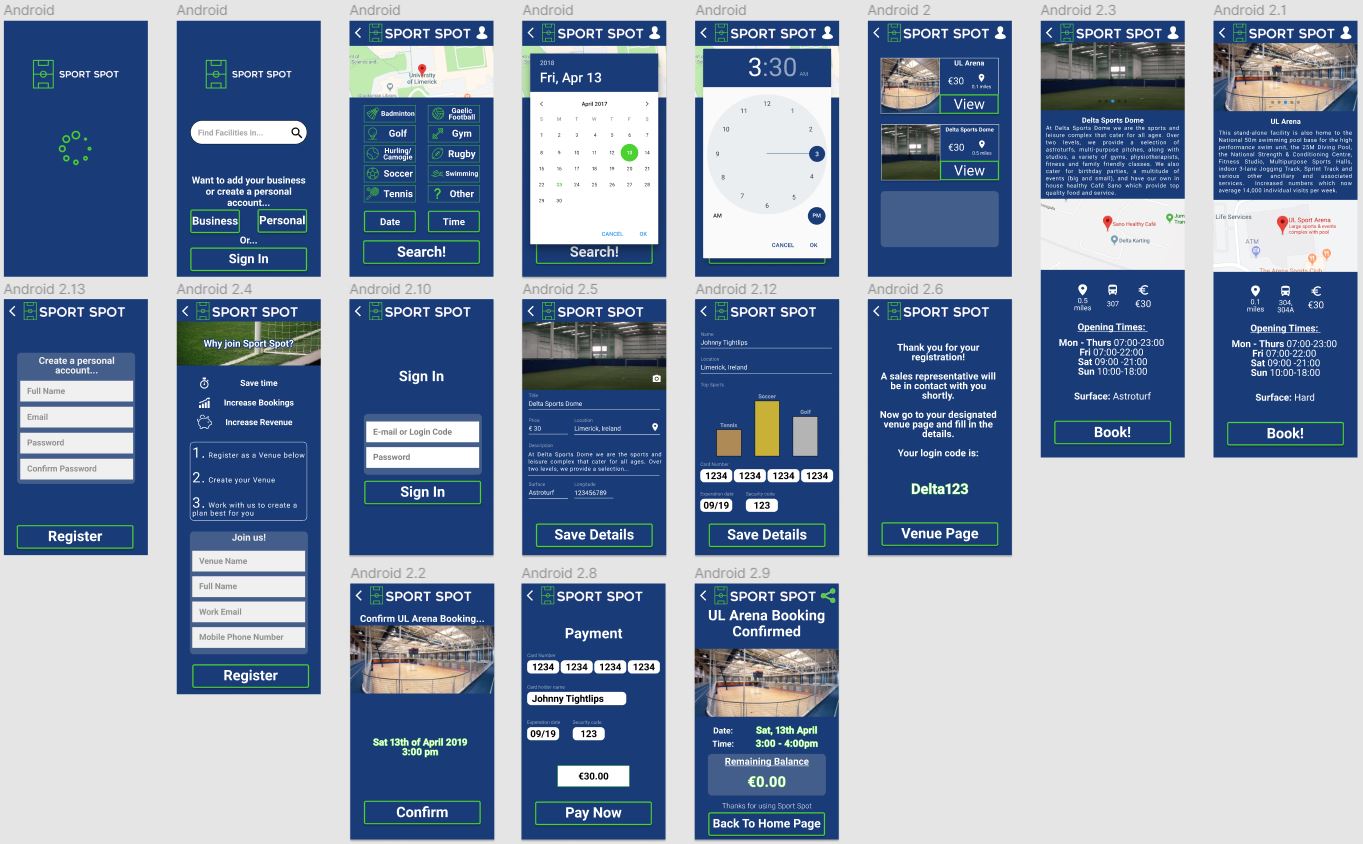 Android
SPORT SPOT
Android
SPORT SPOT
Find Facilities in...
Want to add your business
or create a personal
account...
Business
Personal
Or...
Sign In
Android
SPORT SPOT
University
of Limerick
Badminton
Gaelic
Football
Golf
Gym
Hurling/
Camogie
Rugby
Soccer
Swimming
Tennis
? Other
Date
Time
Search!
Android
SPORT SPOT
2018
Fri, Apr 13
April 2017
S M T W T F S
1 2 3 4 5 6 7
8 9 10 11 12 13 14
15 16 17 18 19 20 21
22 23 24 25 26 27 28
29 30
CANCEL OK
Search!
Android
SPORT SPOT
3:30 AM
12
11
1
10
2
9
3
8
4
7
5
6
AM
PM
CANCEL OK
Android 2
SPORT SPOT
UL Arena
€30
0.1 miles
View
Delta Sports Dome
€30
0.5 miles
View
Android 2.3
SPORT SPOT
Delta Sports Dome
At Delta Sports Dome we are the sports and
leisure complex that cater for all ages. Over
two levels, we provide a selection of
astroturfs, multi-purpose pitches, along with
studios, a variety of gyms, physiotherapists,
fitness and family friendly classes. We also
cater for birthday parties, a multitude of
events (big and small), and have our own in
house healthy Café Sano which provide top
quality food and service.
Sano Healthy Café
Delta Karting
0.5
miles
307
€30
Opening Times:
Mon - Thurs 07:00-23:00
Fri 07:00-22:00
Sat 09:00 -21:00
Sun 10:00-18:00
Surface: Astroturf
Book!
Android 2.1
SPORT SPOT
UL Arena
This stand-alone facility is also home to the
National 50m swimming pool base for the high
performance swim unit, the 25M Diving Pool,
the National Strength & Conditioning Centre,
Fitness Studio, Multipurpose Sports Halls,
indoor 3-lane Jogging Track, Sprint Track and
various other ancillary and associated
services. Increased numbers which now
average 14,000 individual visits per week.
Life Services
UL Sport Arena
Large sports & events
complex with pool
ATM
The Arena Sports Club
0.1
miles
304,
304A
€30
Opening Times:
Mon - Thurs 07:00-23:00
Fri 07:00-22:00
Sat 09:00 -21:00
Sun 10:00-18:00
Surface: Hard
Book!
Android 2.13
SPORT SPOT
Create a personal
account...
Full Name
Email
Password
Confirm Password
Register
Android 2.4
SPORT SPOT
Why join Sport Spot?
Save time
Increase Bookings
Increase Revenue
1. Register as a Venue below
2. Create your Venue
3. Work with us to create a
plan best for you
Join us!
Venue Name
Full Name
Work Email
Mobile Phone Number
Register
Android 2.10
SPORT SPOT
Sign In
E-mail or Login Code
Password
Sign In
Android 2.5
SPORT SPOT
Title
Delta Sports Dome
Price
€ 30
Location
Limerick, Ireland
Description
At Delta Sports Dome we are the sports and
leisure complex that cater for all ages. Over
two levels, we provide a selection...
Surface
Astroturf
Longitude
123456789
Save Details
Android 2.12
SPORT SPOT
Name
Johnny Tightlips
Location
Limerick, Ireland
Top Sports
Soccer
Golf
Tennis
Card Number
1234 1234 1234 1234
Expiration date
09/19
Security code
123
Save Details
Android 2.6
SPORT SPOT
Thank you for your
registration!
A sales representative will
be in contact with you
shortly.
Now go to your designated
venue page and fill in the
details.
Your login code is:
Delta123
Venue Page
Android 2.2
SPORT SPOT
Confirm UL Arena Booking...
Sat 13th of April 2019
3:00 pm
Confirm
Android 2.8
SPORT SPOT
Payment
Card Number
1234 1234 1234 1234
Card holder name
Johnny Tightlips
Expiration date
09/19
Security code
123
€30.00
Pay Now
Android 2.9
SPORT SPOT
UL Arena Booking
Confirmed
Date: Sat, 13th April
Time: 3:00 - 4:00pm
Remaining Balance
€0.00
Thanks for using Sport Spot
Back To Home Page